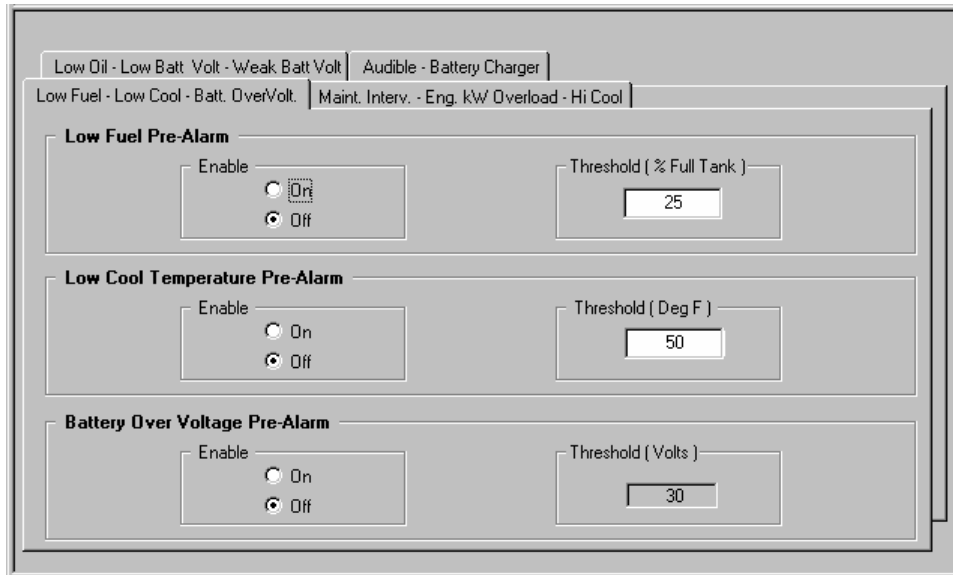 Low Oil - Low Batt Volt - Weak Batt Volt
Audible - Battery Charger
Low Fuel - Low Cool - Batt. OverVolt.
Maint. Interv. - Eng. kW Overload - Hi Cool
Low Fuel Pre-Alarm
Enable
On
Off
Threshold ( % Full Tank )
25
Low Cool Temperature Pre-Alarm
Enable
On
Off
Threshold ( Deg F )
50
Battery Over Voltage Pre-Alarm
Enable
On
Off
Threshold ( Volts )
30